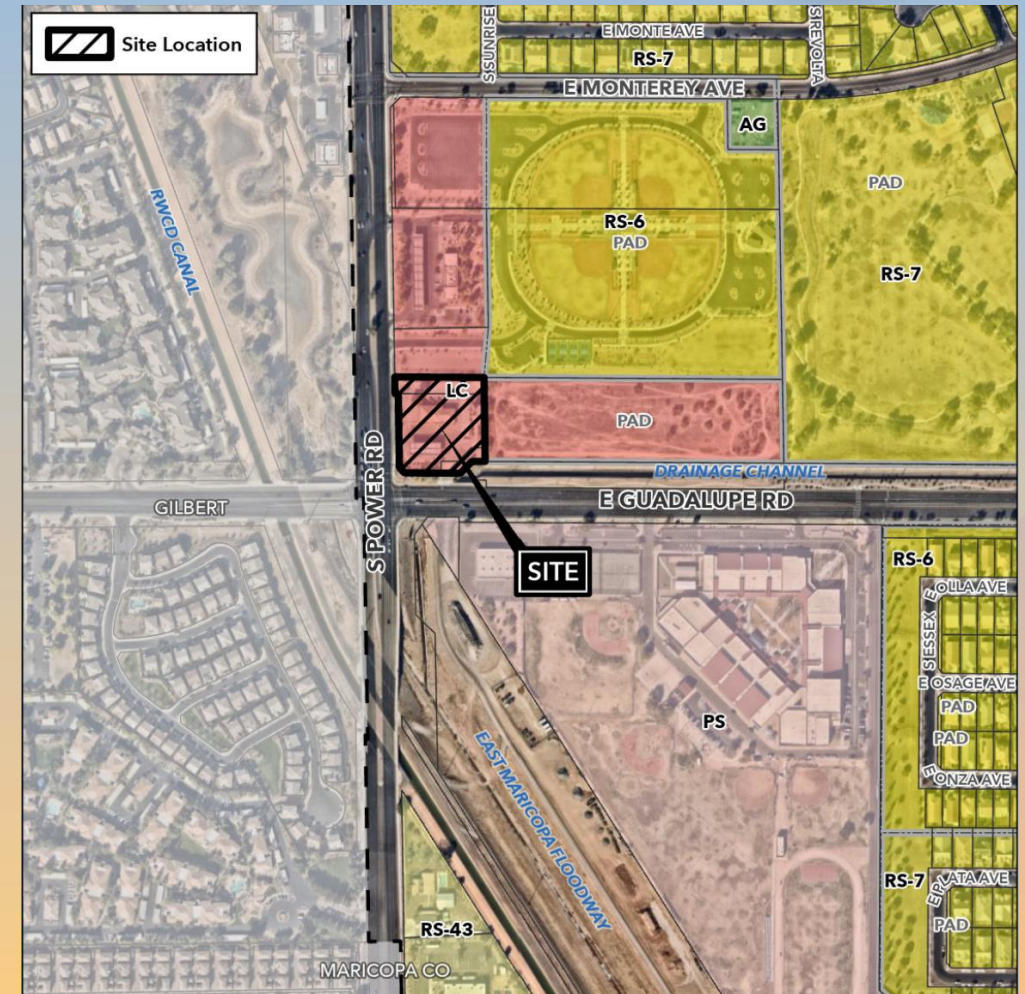 Site Location
E MONTE AVE
S SUNRISE
S REVOLTA
RS-7
E MONTEREY AVE
AG
PAD
RWCD CANAL
RS-6
PAD
RS-7
LC
PAD
S POWER RD
DRAINAGE CHANNEL
GILBERT
E GUADALUPE RD
SITE
RS-6
E OLLA AVE
S ESSEX
E OSAGE AVE
PAD
PS
PAD
EAST MARICOPA FLOODWAY
E ONZA AVE
RS-7
E PLATA AVE
PAD
RS-43
MARICOPA CO